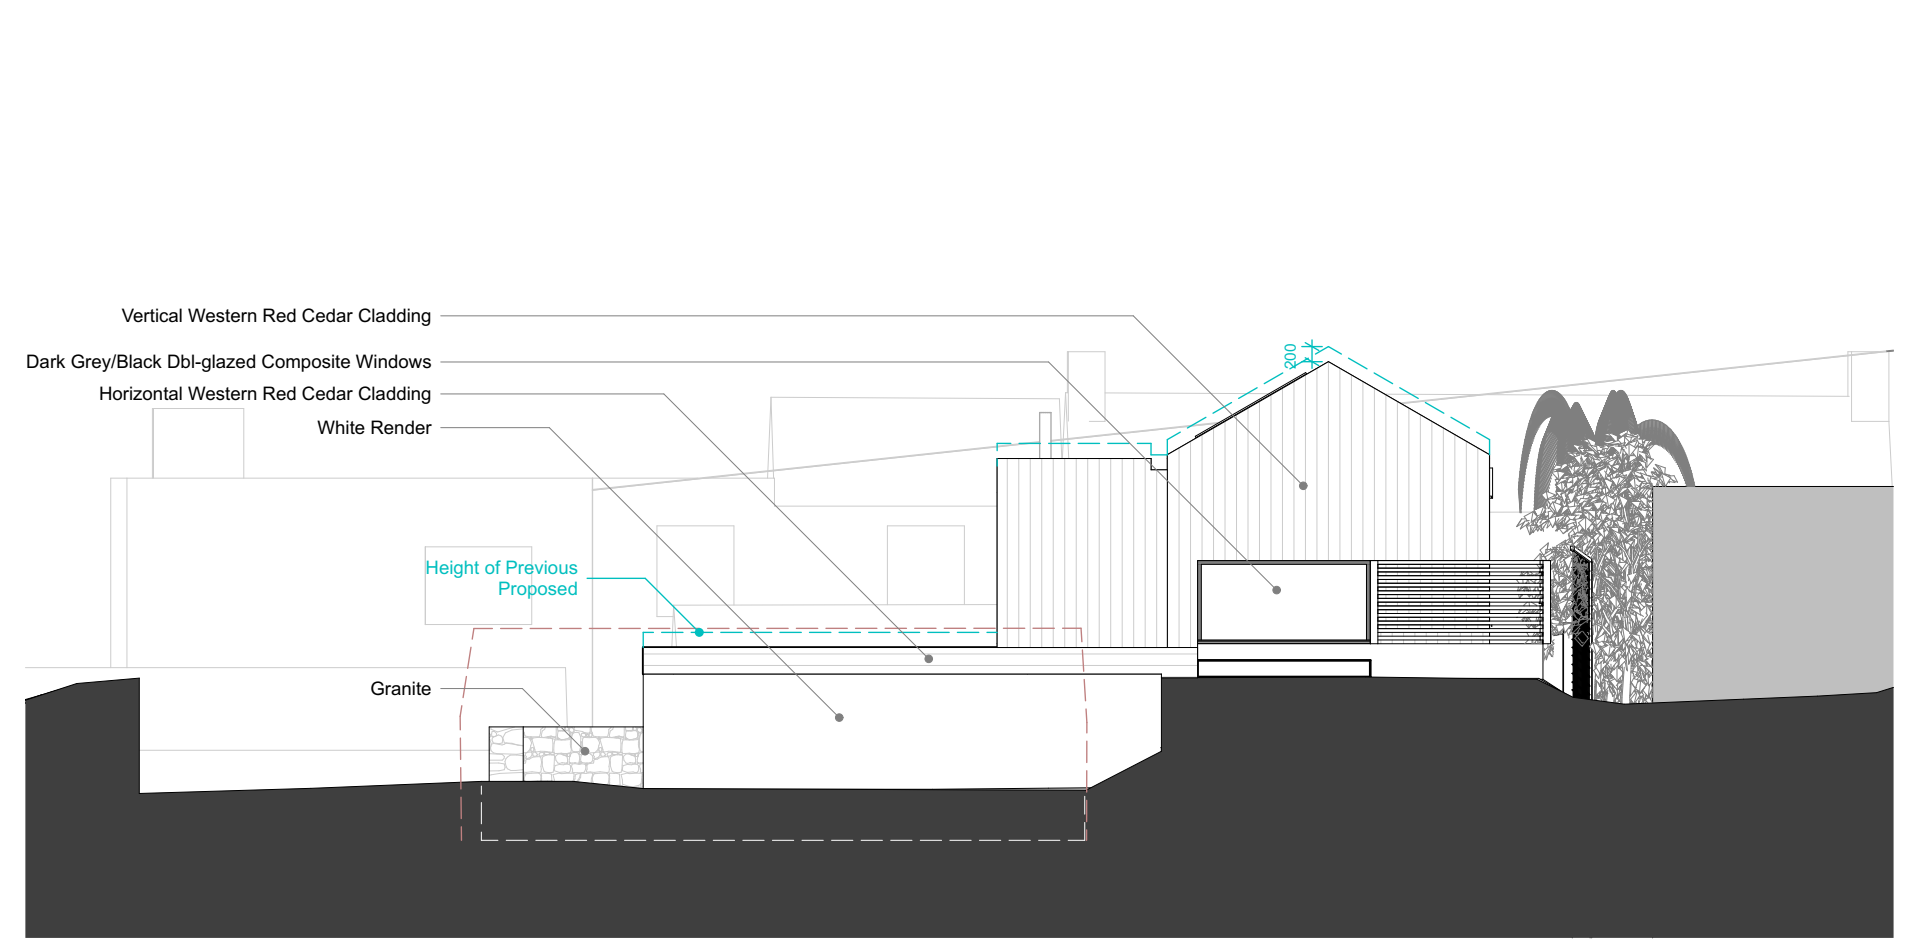 Vertical Western Red Cedar Cladding
Dark Grey/Black Dbl-glazed Composite Windows
Horizontal Western Red Cedar Cladding
White Render
200
Height of Previous
Proposed
Granite